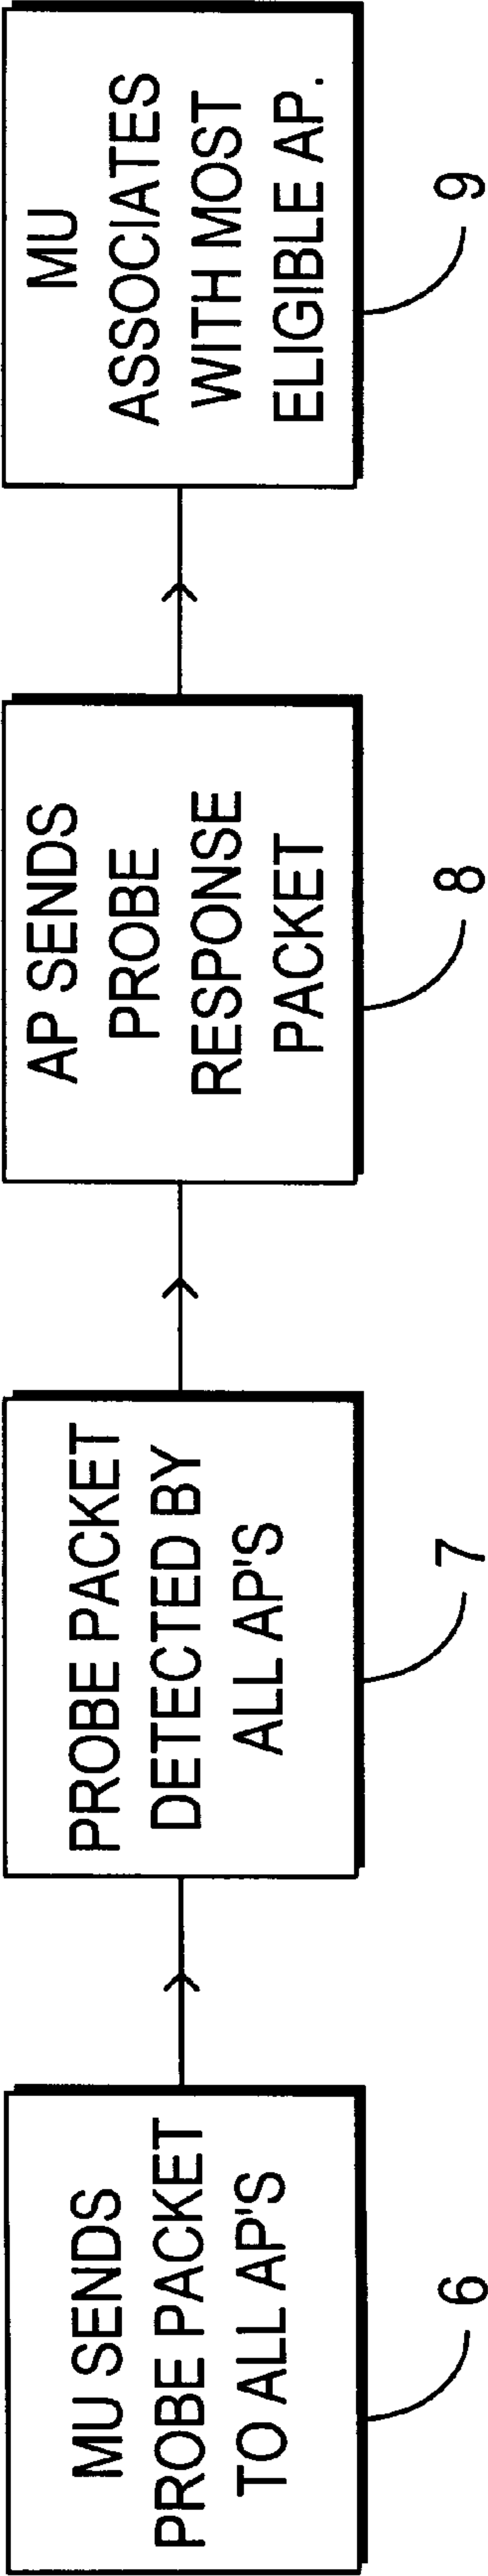 MU SENDS
PROBE PACKET
TO ALL AP'S
6
PROBE PACKET
DETECTED BY
ALL AP'S
7
AP SENDS
PROBE
RESPONSE
PACKET
8
MU
ASSOCIATES
WITH MOST
ELIGIBLE AP.
9